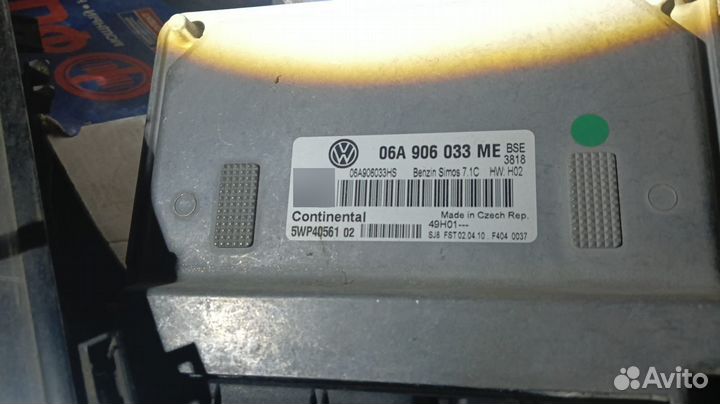 06A 906 033 ME BSE
3818
06A906033HS Benzin Simos 7.1C HW: H02
Continental
Made in Czech Rep.
5WP40561 02
49H01---
SJ8 FST 02.04.10 F404 0037
Avito